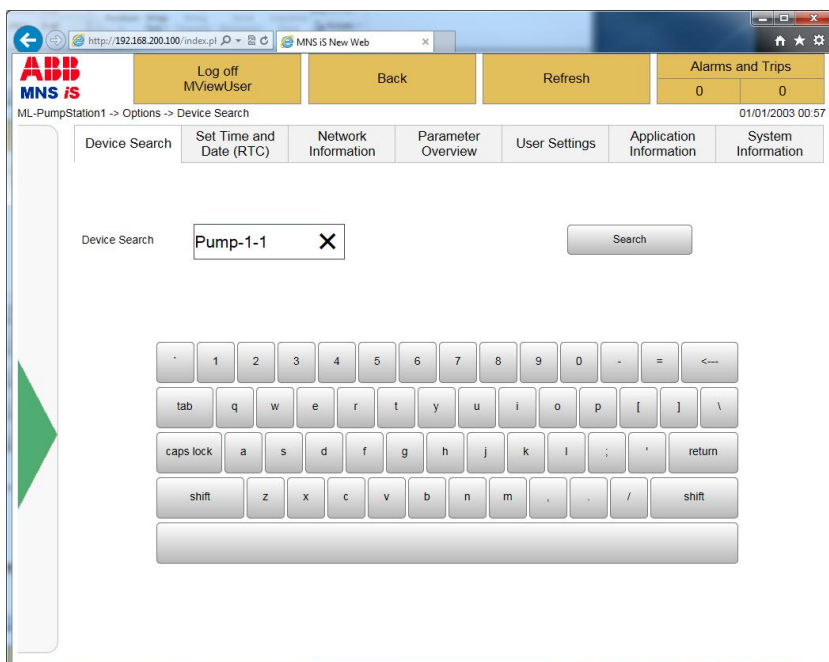 http://192.168.200.100/index.pl
MNS iS New Web
ABB
MNS iS
Log off
MViewUser
Back
Refresh
Alarms and Trips
0 0
ML-PumpStation1 -> Options -> Device Search
01/01/2003 00:57
Device Search
Set Time and
Date (RTC)
Network
Information
Parameter
Overview
User Settings
Application
Information
System
Information
Device Search
Pump-1-1
Search
1 2 3 4 5 6 7 8 9 0 - = <---
tab q w e r t y u i o p [ ] \
caps lock a s d f g h j k l ; ' return
shift z x c v b n m , . / shift